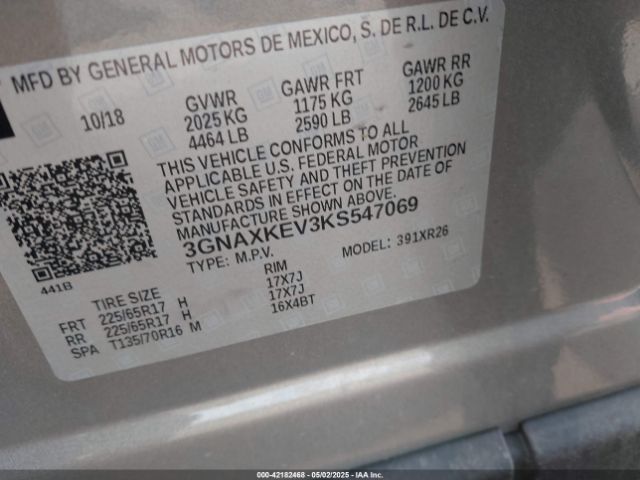 MFD BY GENERAL MOTORS DE MEXICO, S. DE R.L. DE C.V.
10/18 GVWR GAWR FRT GAWR RR
2025 KG 1175 KG 1200 KG
4464 LB 2590 LB 2645 LB
THIS VEHICLE CONFORMS TO ALL
APPLICABLE U.S. FEDERAL MOTOR
VEHICLE SAFETY AND THEFT PREVENTION
STANDARDS IN EFFECT ON THE DATE OF
MANUFACTURE SHOWN ABOVE.
3GNAXKEV3KS547069
TYPE: M.P.V. MODEL: 391XR26
441B
TIRE SIZE RIM
FRT 225/65R17 H 17X7J
RR 225/65R17 H 17X7J
SPA T135/70R16 M 16X4BT
000-42182468 - 05/02/2025 - IAA Inc.